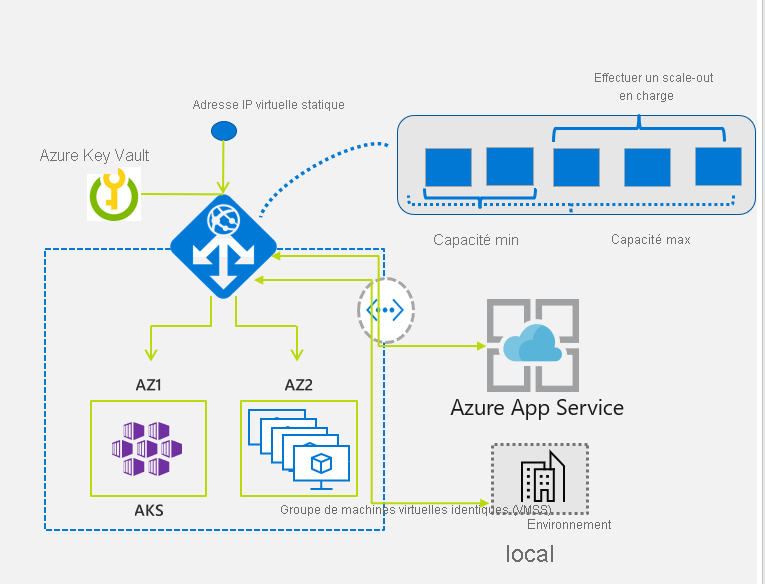 Effectuer un scale-out
en charge
Adresse IP virtuelle statique
Azure Key Vault
Capacité min
Capacité max
AZ1
AZ2
Azure App Service
AKS
Groupe de machines virtuelles identiques (VMSS)
Environnement
local